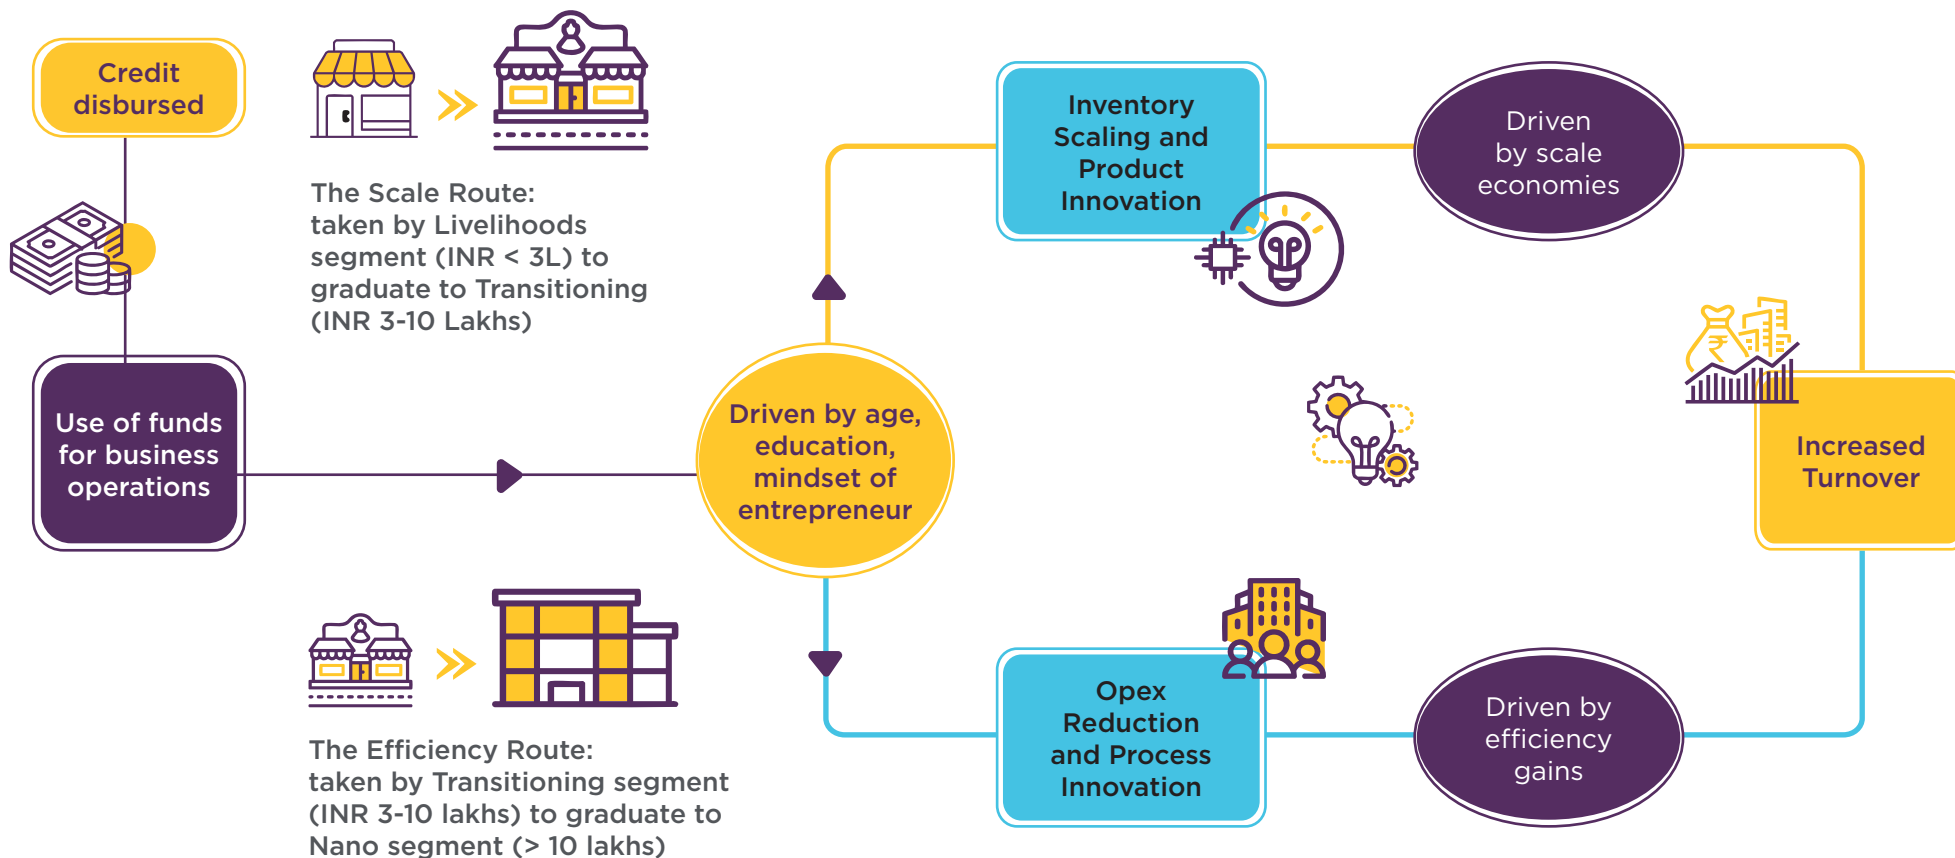 Credit
disbursed
The Scale Route:
taken by Livelihoods
segment (INR < 3L) to
graduate to Transitioning
(INR 3-10 Lakhs)
Use of funds
for business
operations
The Efficiency Route:
taken by Transitioning segment
(INR 3-10 lakhs) to graduate to
Nano segment (> 10 lakhs)
Driven by age,
education,
mindset of
entrepreneur
Inventory
Scaling and
Product
Innovation
Driven
by scale
economies
Opex
Reduction
and Process
Innovation
Driven by
efficiency
gains
₹
Increased
Turnover